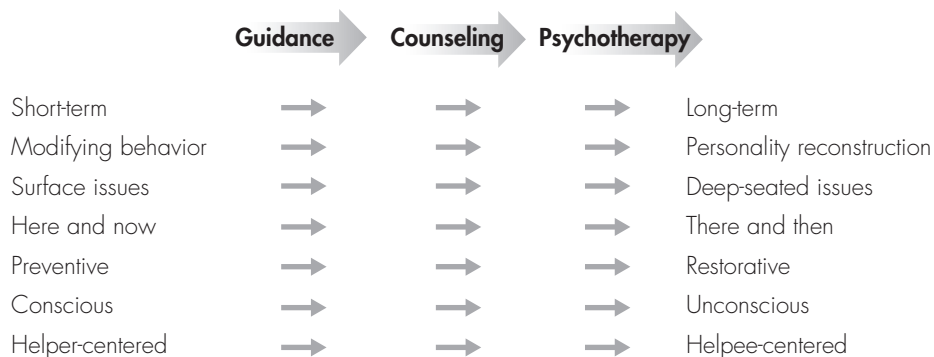 Guidance Counseling Psychotherapy
Short-term Long-term
Modifying behavior Personality reconstruction
Surface issues Deep-seated issues
Here and now There and then
Preventive Restorative
Conscious Unconscious
Helper-centered Helpee-centered